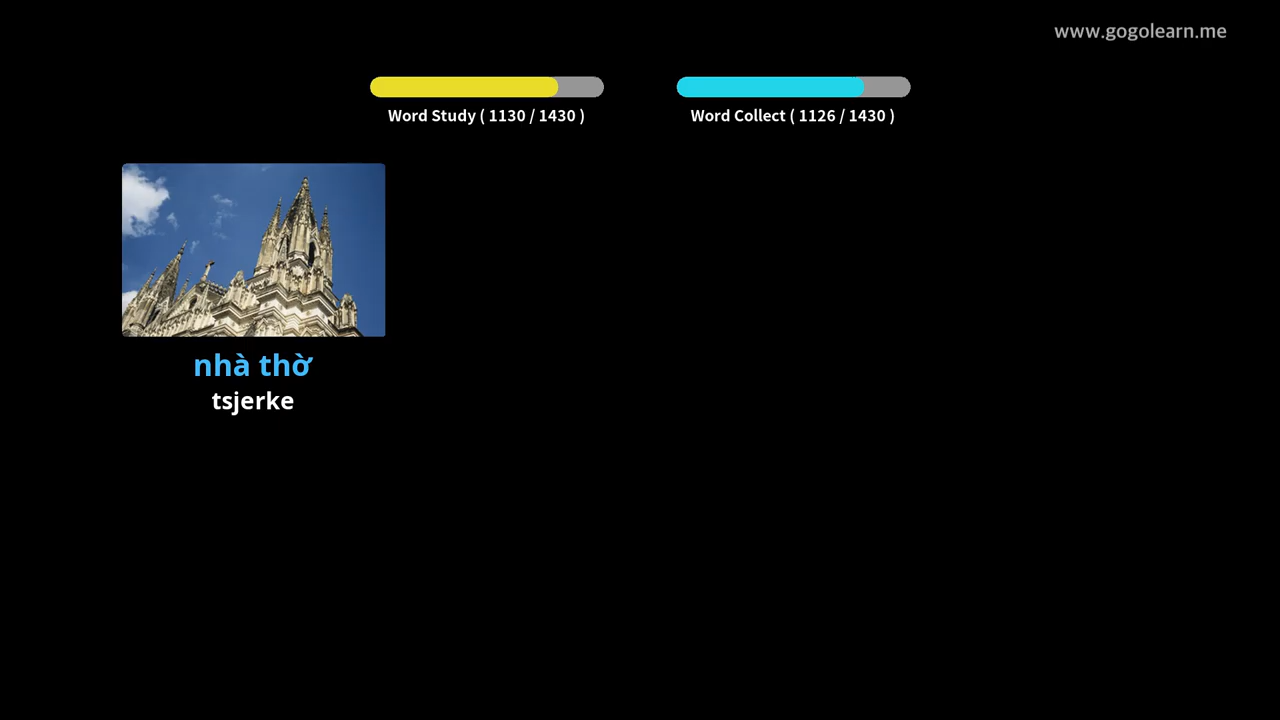 www.gogolearn.me
Word Study ( 1130 / 1430 )
Word Collect ( 1126 / 1430 )
nhà thờ
tsjerke